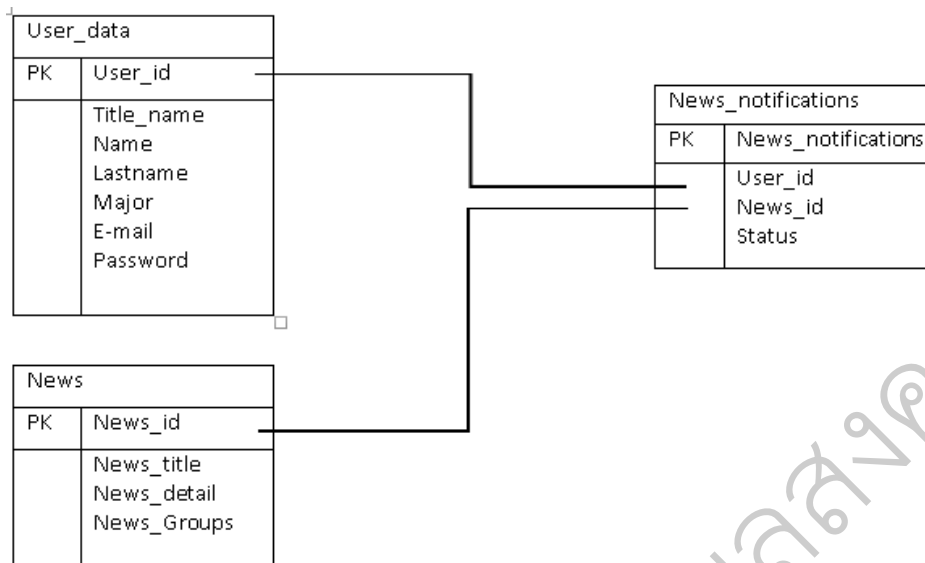 User_data
PK User_id
Title_name
Name
Lastname
Major
E-mail
Password
News_notifications
PK News_notifications
User_id
News_id
Status
News
PK News_id
News_title
News_detail
News_Groups